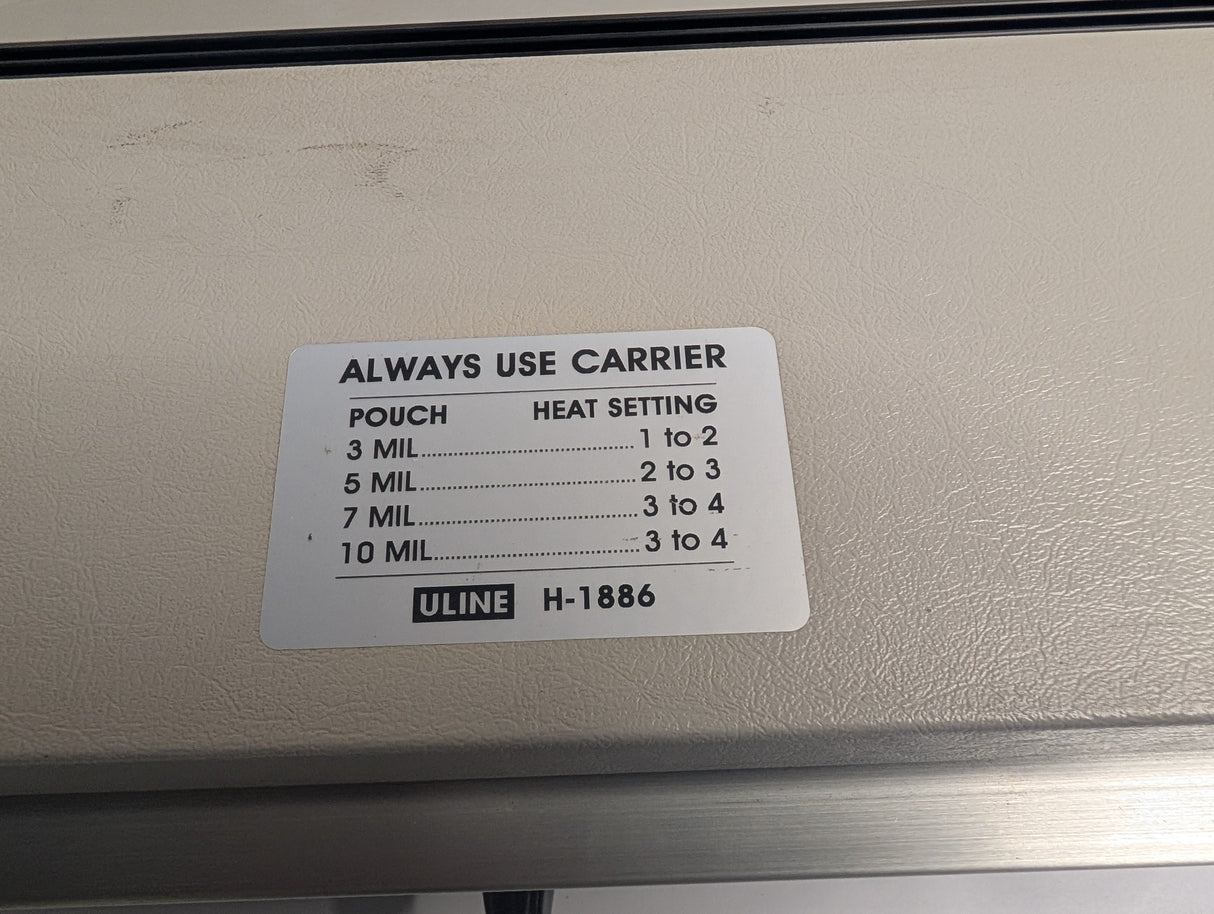 ALWAYS USE CARRIER
POUCH HEAT SETTING
3 MIL........................................1 to 2
5 MIL........................................2 to 3
7 MIL........................................3 to 4
10 MIL......................................3 to 4
ULINE H-1886